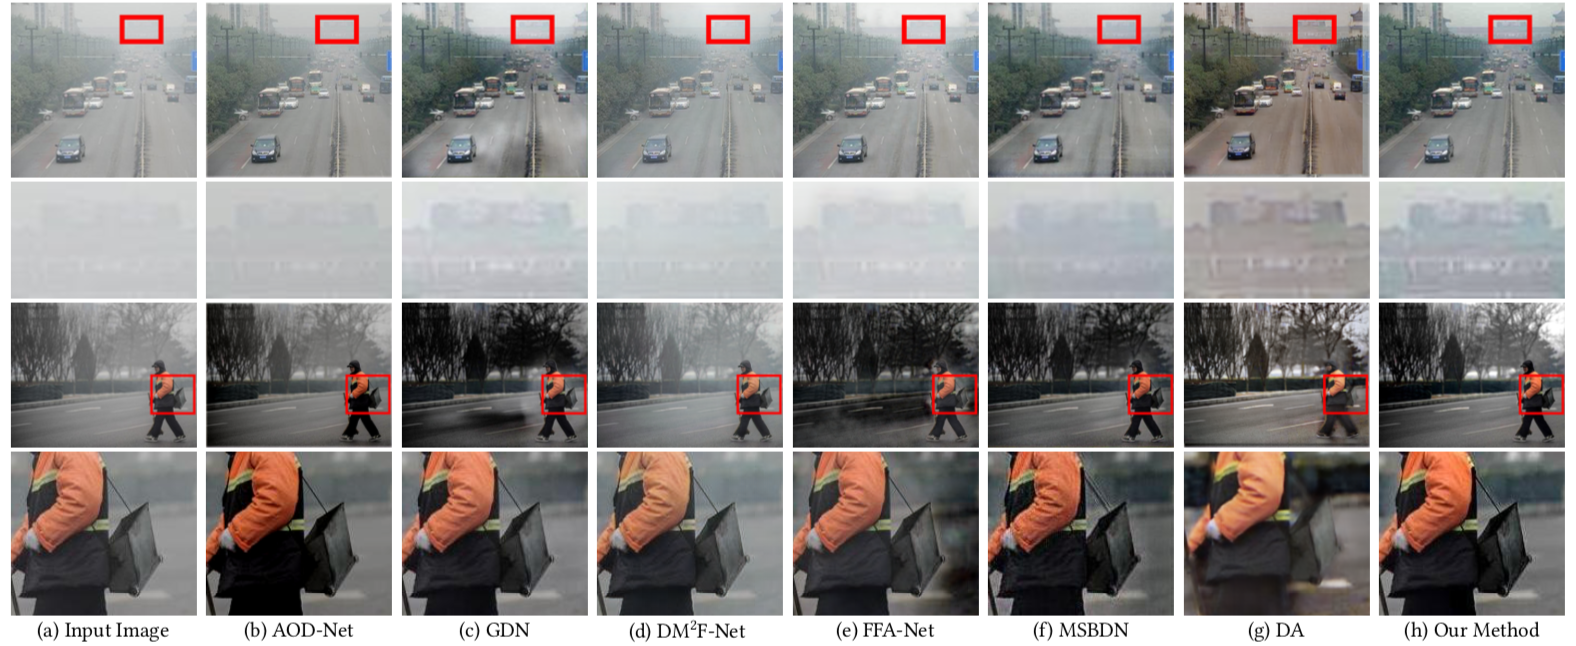 (a) Input Image
(b) AOD-Net
(c) GDN
(d) DM²F-Net
(e) FFA-Net
(f) MSBDN
(g) DA
(h) Our Method